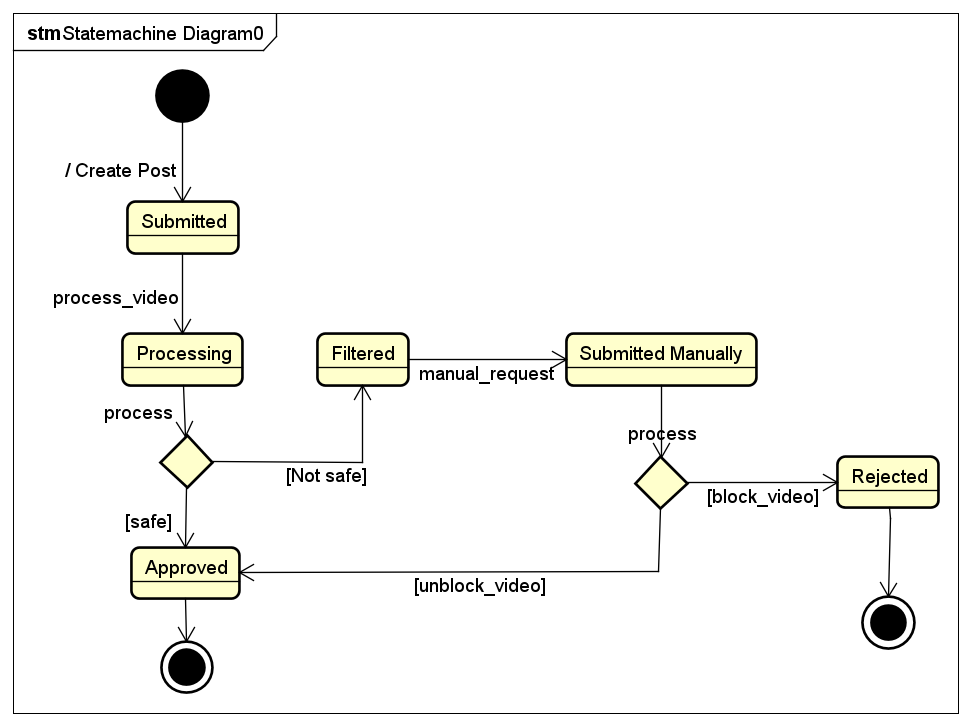 stm Statemachine Diagram0
/ Create Post
Submitted
process_video
Processing
Filtered
Submitted Manually
manual_request
process
process
[Not safe]
Rejected
[block_video]
[safe]
Approved
[unblock_video]